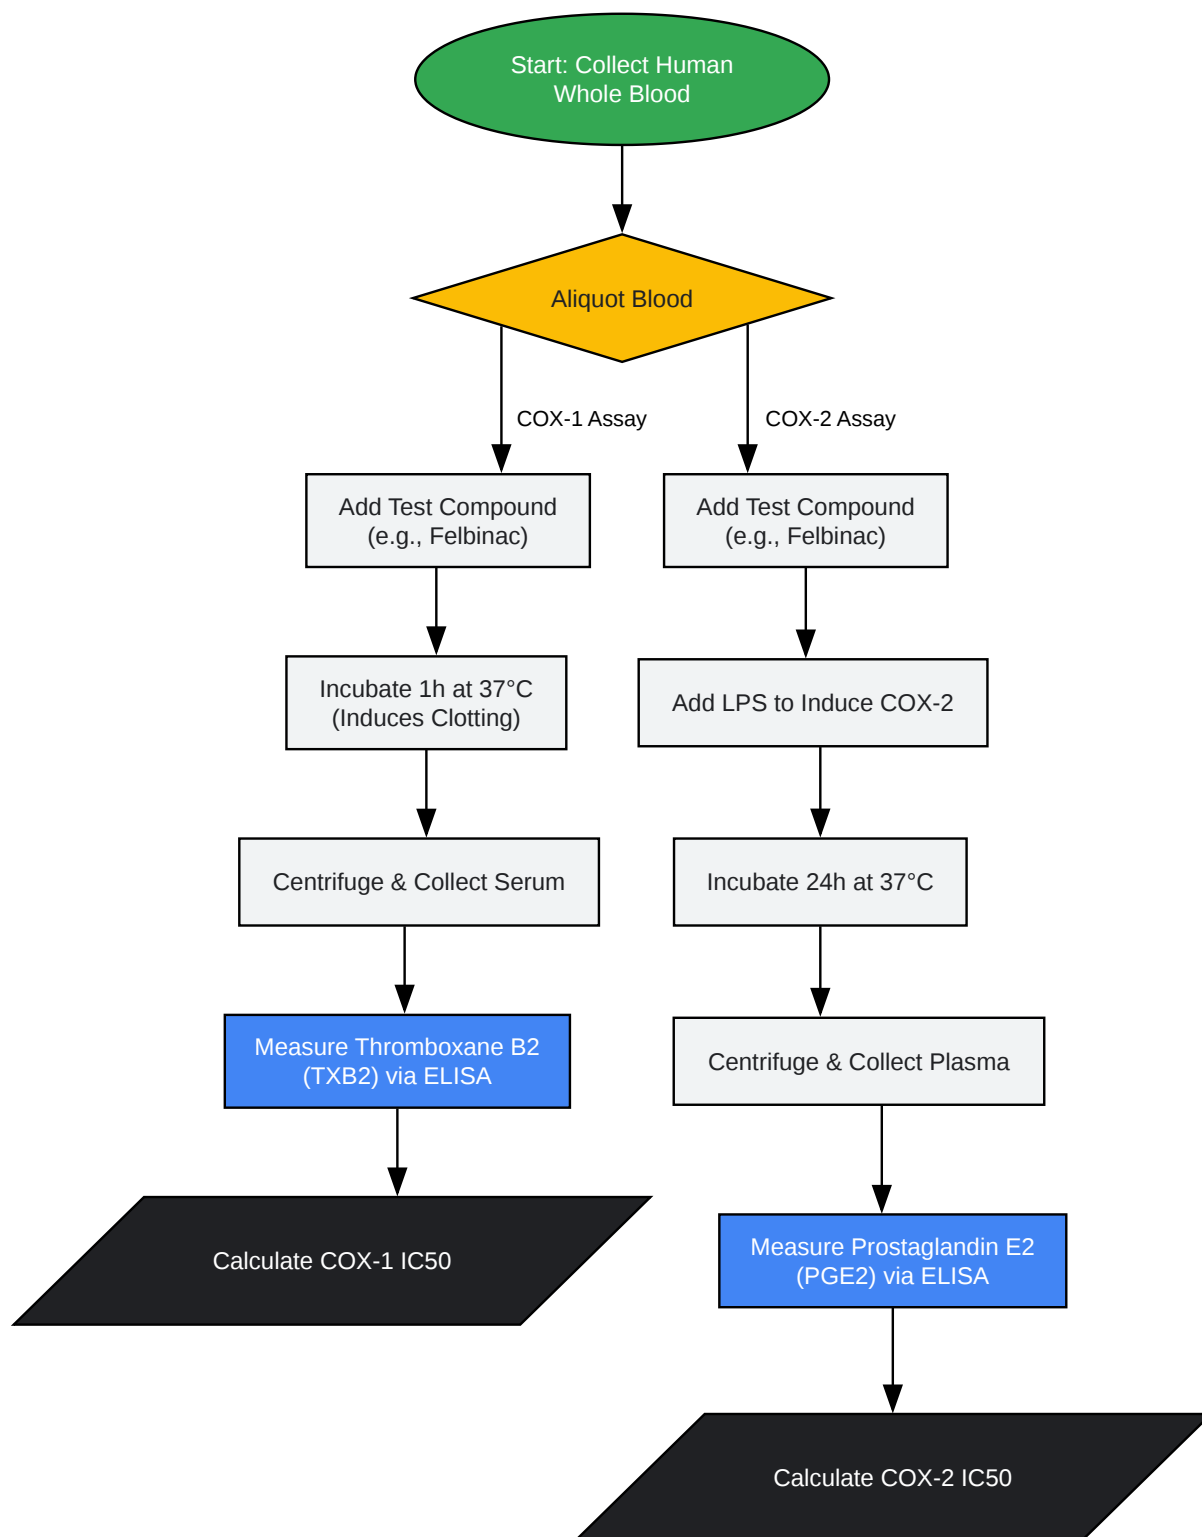 Start: Collect Human
Whole Blood
Aliquot Blood
COX-1 Assay
COX-2 Assay
Add Test Compound
(e.g., Felbinac)
Add Test Compound
(e.g., Felbinac)
Incubate 1h at 37°C
(Induces Clotting)
Add LPS to Induce COX-2
Centrifuge & Collect Serum
Incubate 24h at 37°C
Measure Thromboxane B2
(TXB2) via ELISA
Centrifuge & Collect Plasma
Calculate COX-1 IC50
Measure Prostaglandin E2
(PGE2) via ELISA
Calculate COX-2 IC50